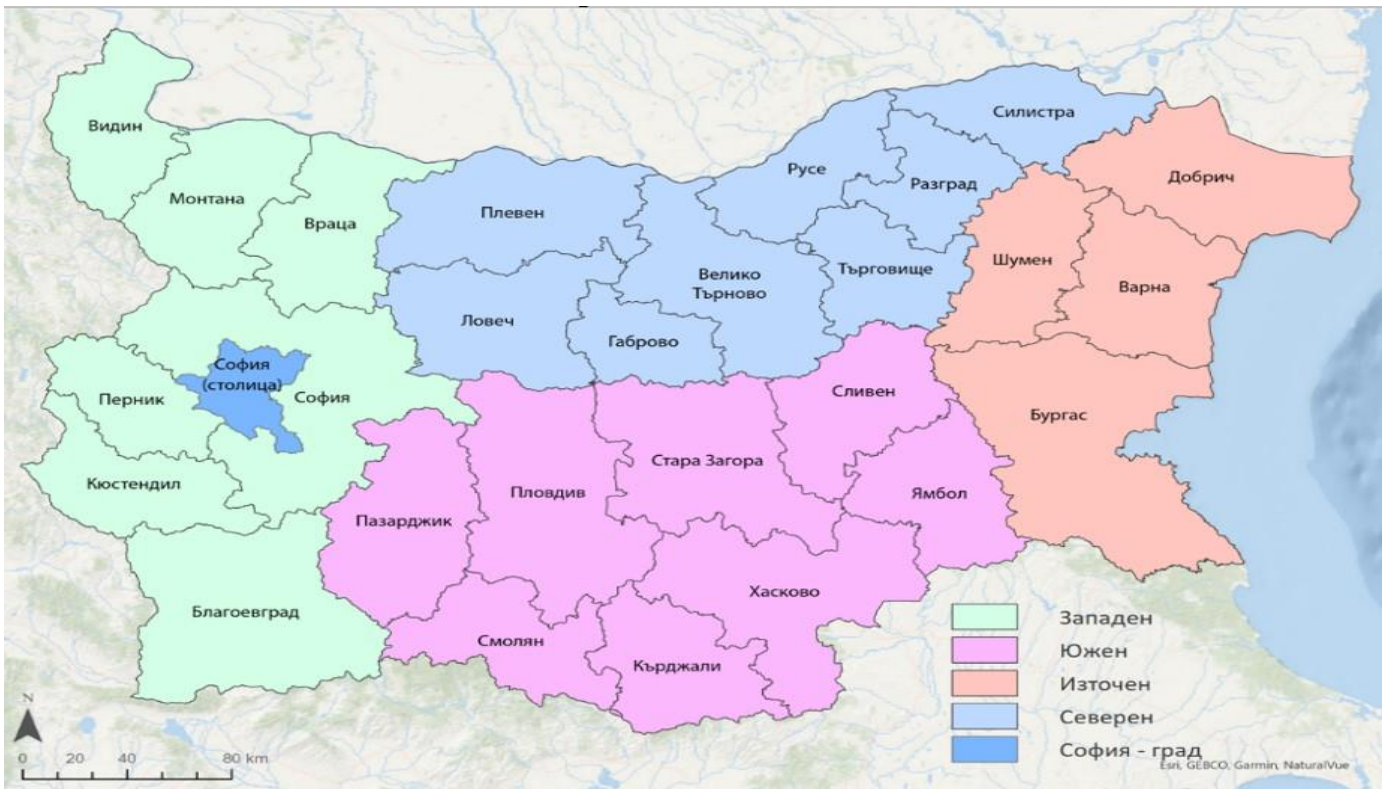 Видин
Монтана
Враца
Плевен
Ловеч
Габрово
Велико
Търново
Русе
Разград
Силистра
Търговище
Шумен
Добрич
Варна
Бургас
София
(столица)
София
Перник
Кюстендил
Благоевград
Пазарджик
Пловдив
Стара Загора
Сливен
Ямбол
Хасково
Смолян
Кърджали
Западен
Южен
Източен
Северен
София - град
N
0 20 40 80 km
Esri, GEBCO, Garmin, NaturalVue